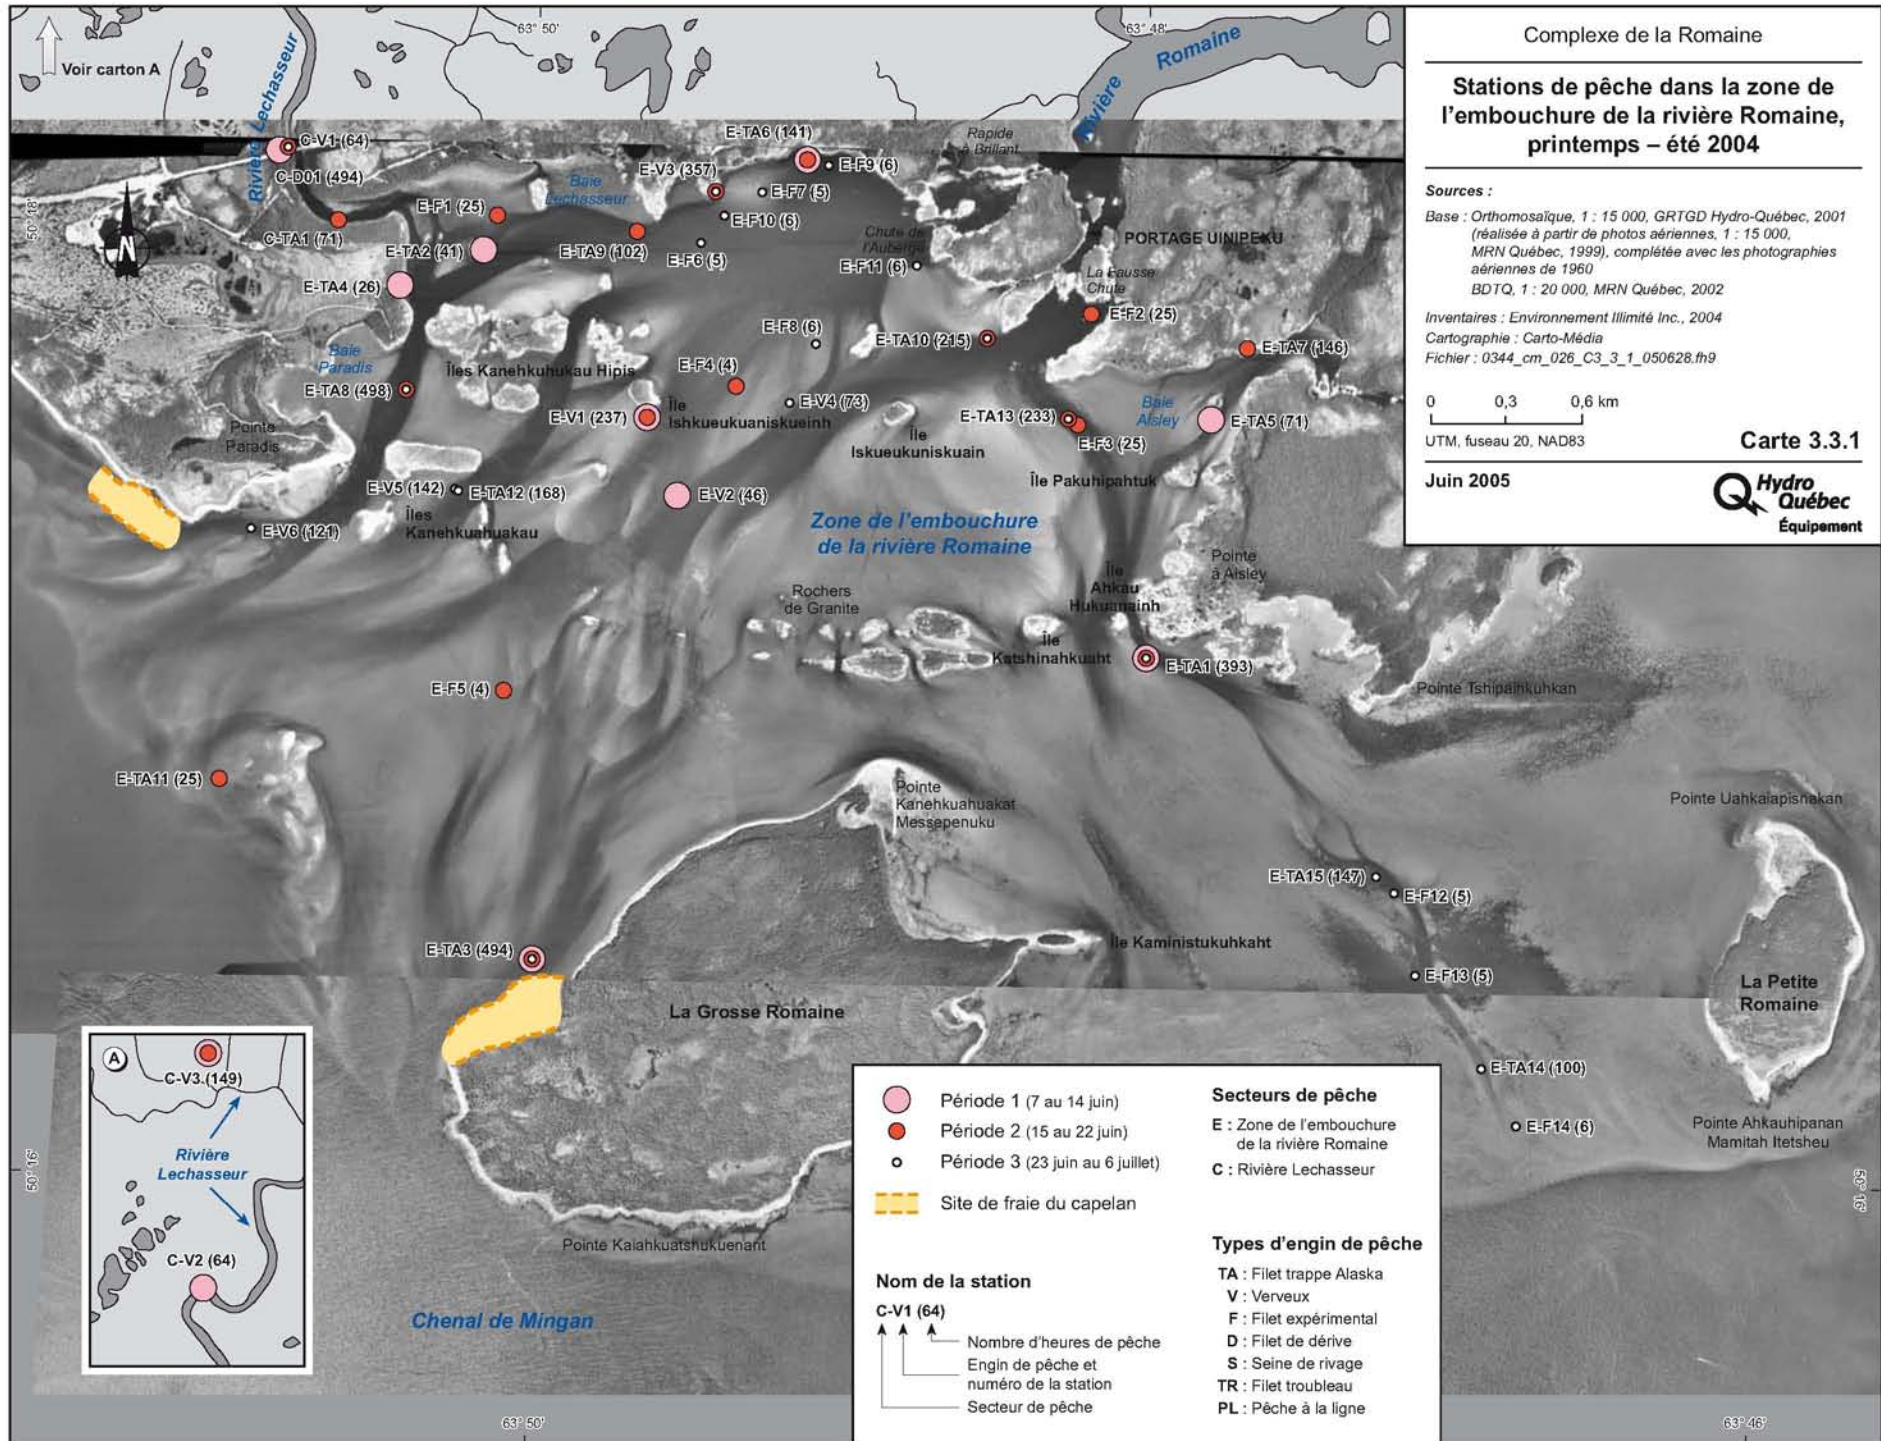 Complexe de la Romaine
Stations de pêche dans la zone de
l'embouchure de la rivière Romaine,
printemps – été 2004
Sources :
Base : Orthomosaïque, 1 : 15 000, GRTGD Hydro-Québec, 2001
(réalisée à partir de photos aériennes, 1 : 15 000,
MRN Québec, 1999), complétée avec les photographies
aériennes de 1960
BDTQ, 1 : 20 000, MRN Québec, 2002
Inventaires : Environnement Illimité Inc., 2004
Cartographie : Carto-Média
Fichier : 0344_cm_026_C3_3_1_050628.fh9
0 0,3 0,6 km
UTM, fuseau 20, NAD83
Carte 3.3.1
Juin 2005
Hydro
Québec
Équipement
Voir carton A
63° 50'
63° 48'
50° 18'
N
Rivière Lechasseur
Rivière Romaine
C-V1 (64)
C-D01 (494)
C-TA1 (71)
E-F1 (25)
E-TA2 (41)
E-TA4 (26)
Baie
Lechasseur
E-V3 (357)
E-TA6 (141)
E-F9 (6)
E-F7 (5)
E-F10 (6)
E-TA9 (102)
E-F6 (5)
Rapide
à Brillant
Chute de
l'Auberge
E-F11 (6)
PORTAGE UINIPEKU
La Fausse
Chute
E-F2 (25)
E-TA10 (215)
E-TA7 (146)
E-F8 (6)
E-F4 (4)
E-V4 (73)
Baie
Paradis
E-TA8 (498)
Îles Kanehkuhukau Hipis
E-V1 (237)
Île
Ishkueukuaniskueinh
Île
Iskueukuniskuain
E-TA13 (233)
E-F3 (25)
Baie
Aisley
E-TA5 (71)
Île Pakuhipahtuk
Pointe
Paradis
E-V5 (142)
E-TA12 (168)
Îles
Kanehkuahuakau
E-V6 (121)
E-V2 (46)
Zone de l'embouchure
de la rivière Romaine
Pointe
à Aisley
Île
Ahkau
Hukuanainh
Rochers
de Granite
Île
Katshinahkuaht
E-TA1 (393)
Pointe Tshipaihkuhkan
E-F5 (4)
E-TA11 (25)
Pointe
Kanehkuahuakat
Messepenuku
Pointe Uahkaiapisnakan
E-TA15 (147)
E-F12 (5)
E-TA3 (494)
Île Kaministukuhkaht
E-F13 (5)
La Grosse Romaine
La Petite
Romaine
E-TA14 (100)
E-F14 (6)
Pointe Ahkauhipanan
Mamitah Itetsheu
50° 16'
50° 16'
A
C-V3 (149)
Rivière
Lechasseur
C-V2 (64)
Pointe Kaiahkuatshukuenant
Chenal de Mingan
63° 50'
63° 46'
Période 1 (7 au 14 juin)
Période 2 (15 au 22 juin)
Période 3 (23 juin au 6 juillet)
Site de fraie du capelan
Nom de la station
C-V1 (64)
Nombre d'heures de pêche
Engin de pêche et
numéro de la station
Secteur de pêche
Secteurs de pêche
E : Zone de l'embouchure
de la rivière Romaine
C : Rivière Lechasseur
Types d'engin de pêche
TA : Filet trappe Alaska
V : Verveux
F : Filet expérimental
D : Filet de dérive
S : Seine de rivage
TR : Filet troubleau
PL : Pêche à la ligne